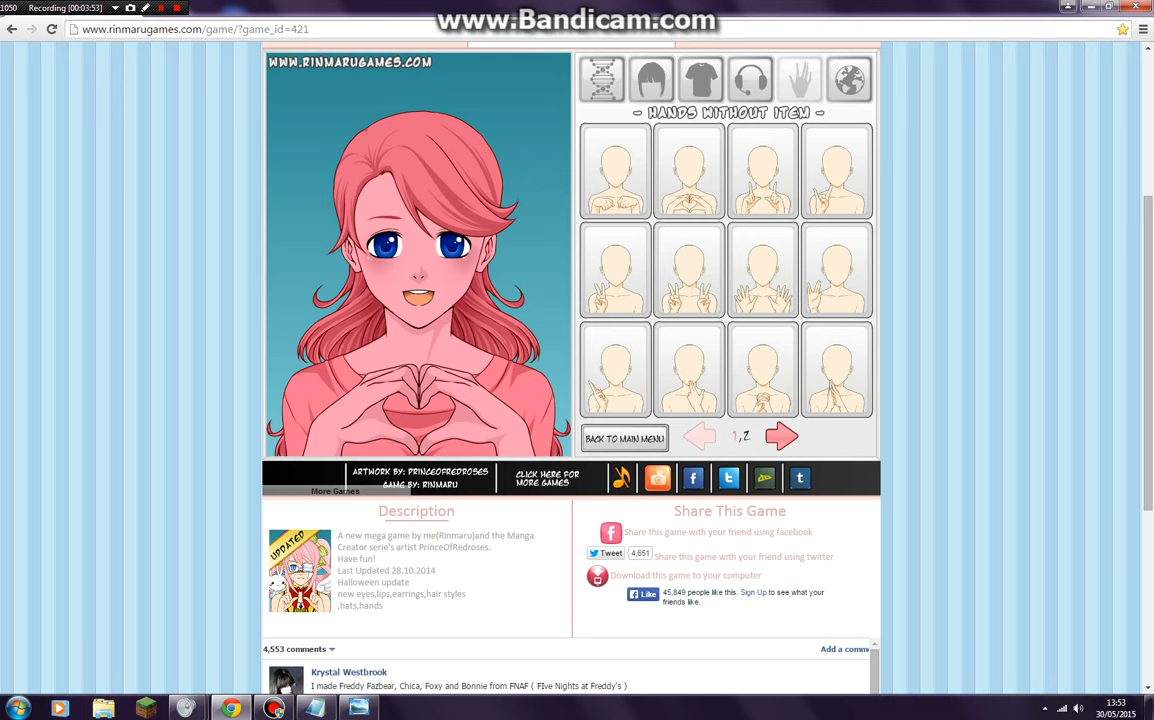 1050 Recording [00:03:53]
www.Bandicam.com
www.rinmarugames.com/game/?game_id=421
WWW.RINMARUGAMES.COM
- HANDS WITHOUT ITEM -
BACK TO MAIN MENU
1,2
ARTWORK BY: PRINCEOFREDROSES
GAME BY: RINMARU
CLICK HERE FOR
MORE GAMES
More Games
Description
UPDATED
A new mega game by me(Rinmaru)and the Manga
Creator serie's artist PrinceOfRedroses.
Have fun!
Last Updated 28.10.2014
Halloween update
new eyes,lips,earrings,hair styles
,hats,hands
Share This Game
Share this game with your friend using facebook
Tweet 4,651 Share this game with your friend using twitter
Download this game to your computer
Like 45,849 people like this. Sign Up to see what your
friends like.
4,553 comments
Add a comm
Krystal Westbrook
I made Freddy Fazbear, Chica, Foxy and Bonnie from FNAF ( FIve Nights at Freddy's )
13:53
30/05/2015